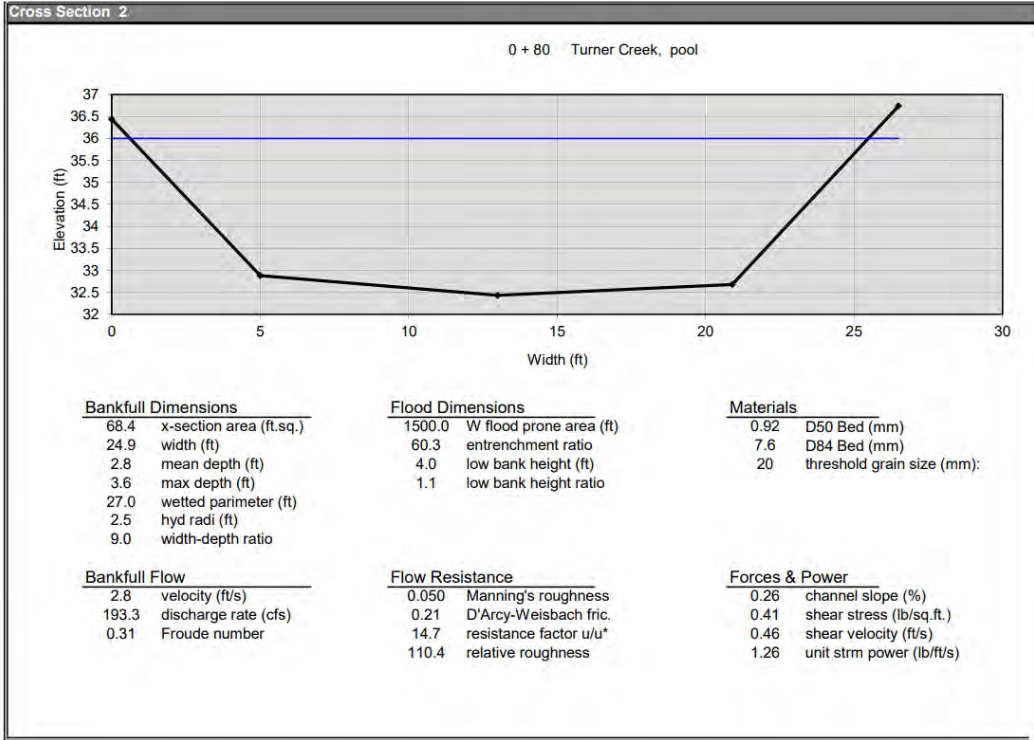 Cross Section 2
0 + 80 Turner Creek, pool
Elevation (ft)
37
36.5
36
35.5
35
34.5
34
33.5
33
32.5
32
0 5 10 15 20 25 30
Width (ft)
Bankfull Dimensions
68.4 x-section area (ft.sq.)
24.9 width (ft)
2.8 mean depth (ft)
3.6 max depth (ft)
27.0 wetted parimeter (ft)
2.5 hyd radi (ft)
9.0 width-depth ratio
Flood Dimensions
1500.0 W flood prone area (ft)
60.3 entrenchment ratio
4.0 low bank height (ft)
1.1 low bank height ratio
Materials
0.92 D50 Bed (mm)
7.6 D84 Bed (mm)
20 threshold grain size (mm):
Bankfull Flow
2.8 velocity (ft/s)
193.3 discharge rate (cfs)
0.31 Froude number
Flow Resistance
0.050 Manning's roughness
0.21 D'Arcy-Weisbach fric.
14.7 resistance factor u/u*
110.4 relative roughness
Forces & Power
0.26 channel slope (%)
0.41 shear stress (lb/sq.ft.)
0.46 shear velocity (ft/s)
1.26 unit strm power (lb/ft/s)